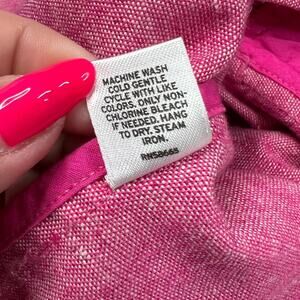 MACHINE WASH
COLD GENTLE
CYCLE WITH LIKE
COLORS. ONLY NON-
CHLORINE BLEACH
IF NEEDED. HANG
TO DRY. STEAM
IRON.
RN58665